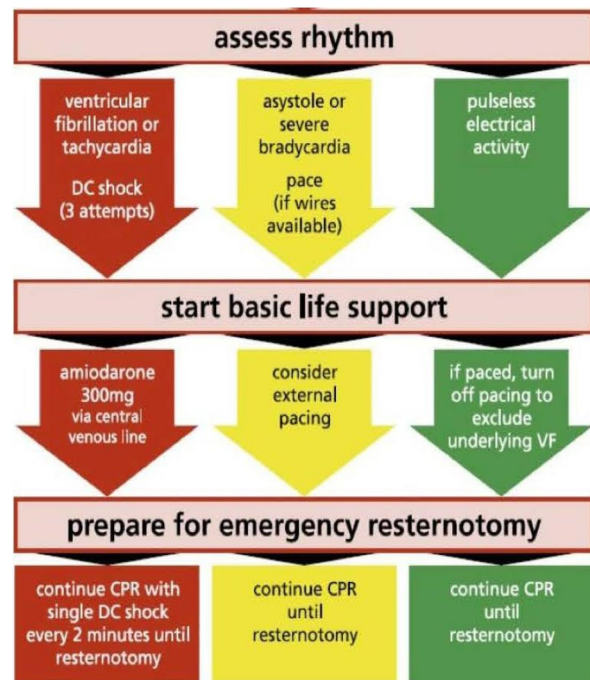 assess rhythm
ventricular
fibrillation or
tachycardia
DC shock
(3 attempts)
asystole or
severe
bradycardia
pace
(if wires
available)
pulseless
electrical
activity
start basic life support
amiodarone
300mg
via central
venous line
consider
external
pacing
if paced, turn
off pacing to
exclude
underlying VF
prepare for emergency resternotomy
continue CPR with
single DC shock
every 2 minutes until
resternotomy
continue CPR
until
resternotomy
continue CPR
until
resternotomy